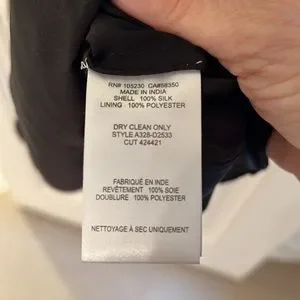 RN# 105230 CA#58350
MADE IN INDIA
SHELL 100% SILK
LINING 100% POLYESTER
DRY CLEAN ONLY
STYLE A328-D2533
CUT 424421
FABRIQUÉ EN INDE
REVÊTEMENT 100% SOIE
DOUBLURE 100% POLYESTER
NETTOYAGE À SEC UNIQUEMENT